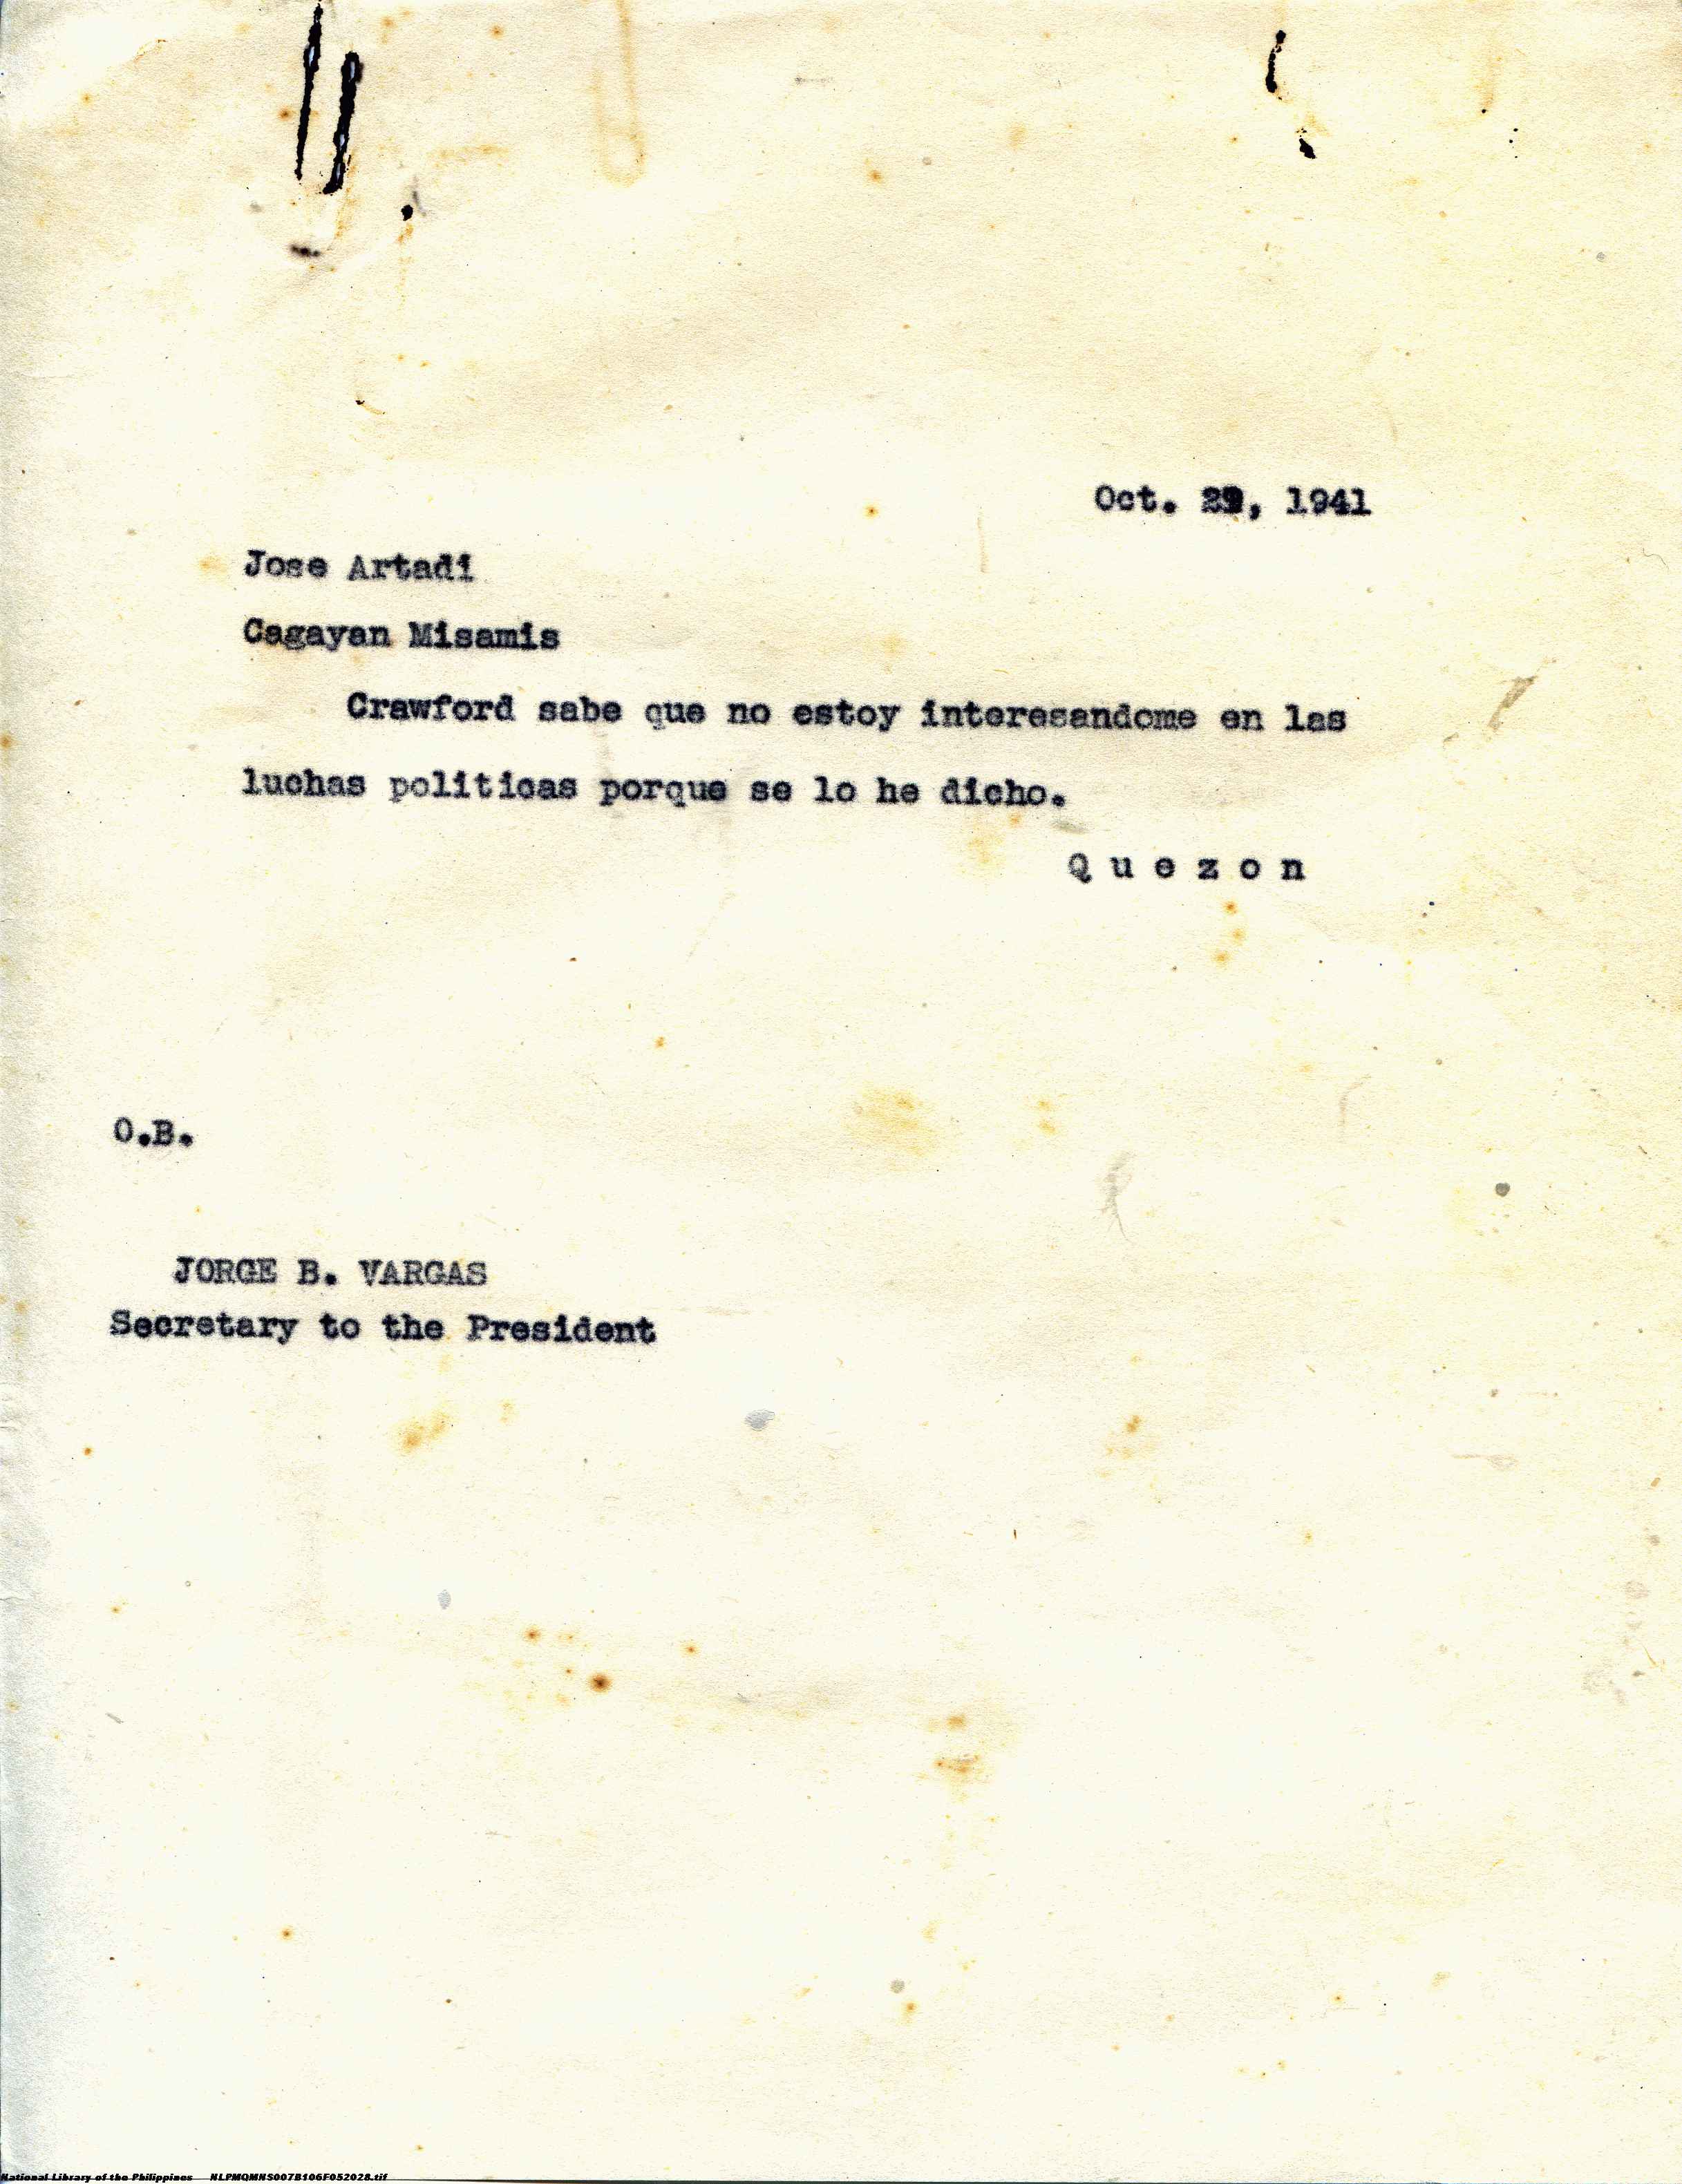 Oct. 29, 1941
Jose Artadi
Cagayan Misamis
Crawford sabe que no estoy interesandome en las
luchas politicas porque se lo he dicho.
Quezon
O.B.
JORGE B. VARGAS
Secretary to the President
National Library of the Philippines NLPMQMNS007B106F052028.tif